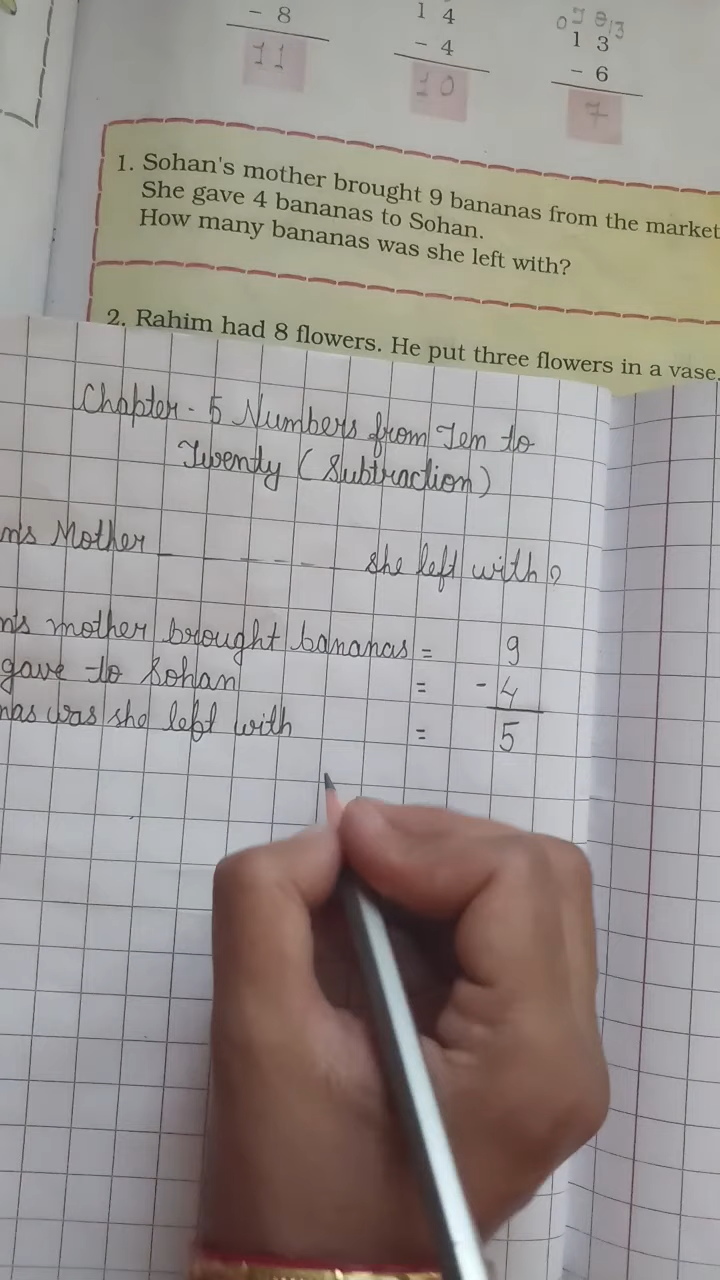 - 8
11
1 4
- 4
10
0 T 8 13
1 3
- 6
7
1. Sohan's mother brought 9 bananas from the market
She gave 4 bananas to Sohan.
How many bananas was she left with?
2. Rahim had 8 flowers. He put three flowers in a vase.
Chapter - 5 Numbers from Ten to
Twenty (Subtraction)
n's Mother _ _ - - - she left with ?
n's mother brought bananas = 9
gave to Sohan = - 4
nas was she left with = 5